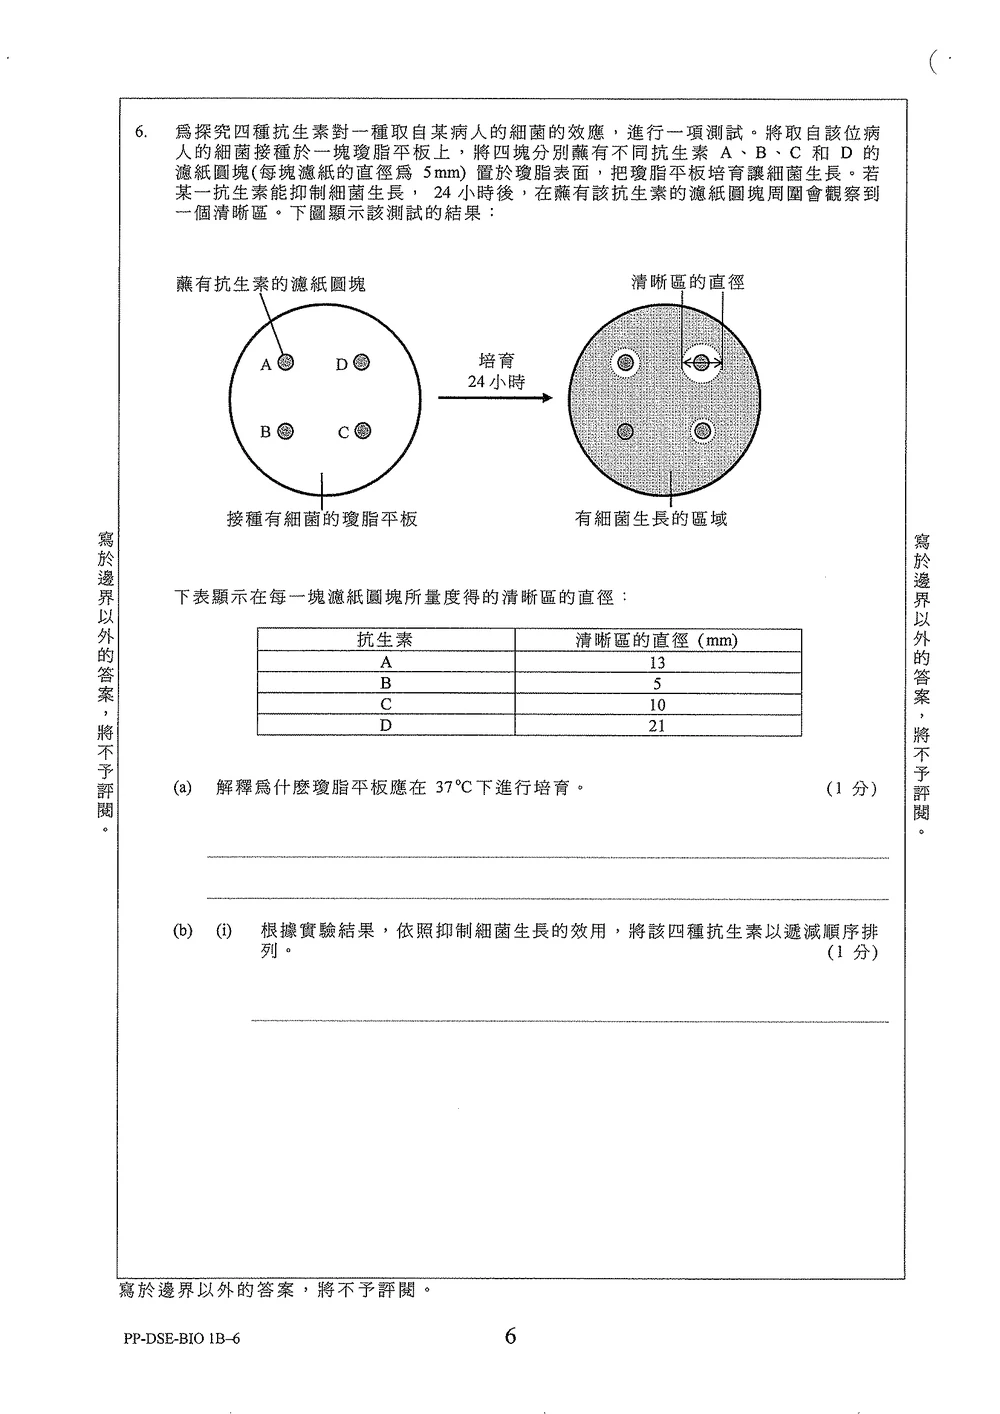 6. 爲探究四種抗生素對一種取自某病人的細菌的效應，進行一項測試。將取自該位病
人的細菌接種於一塊瓊脂平板上，將四塊分別蘸有不同抗生素 A、B、C 和 D 的
濾紙圓塊(每塊濾紙的直徑爲 5 mm) 置於瓊脂表面，把瓊脂平板培育讓細菌生長。若
某一抗生素能抑制細菌生長， 24 小時後，在蘸有該抗生素的濾紙圓塊周圍會觀察到
一個清晰區。下圖顯示該測試的結果：
蘸有抗生素的濾紙圓塊
清晰區的直徑
A
D
B
C
培育
24 小時
接種有細菌的瓊脂平板
有細菌生長的區域
下表顯示在每一塊濾紙圓塊所量度得的清晰區的直徑：
抗生素 清晰區的直徑 (mm)
A 13
B 5
C 10
D 21
(a) 解釋爲什麽瓊脂平板應在 37°C 下進行培育。 (1 分)
(b) (i) 根據實驗結果，依照抑制細菌生長的效用，將該四種抗生素以遞減順序排
列。 (1 分)
寫於邊界以外的答案，將不予評閱。
寫於邊界以外的答案，將不予評閱。
寫於邊界以外的答案，將不予評閱。
PP-DSE-BIO 1B–6
6